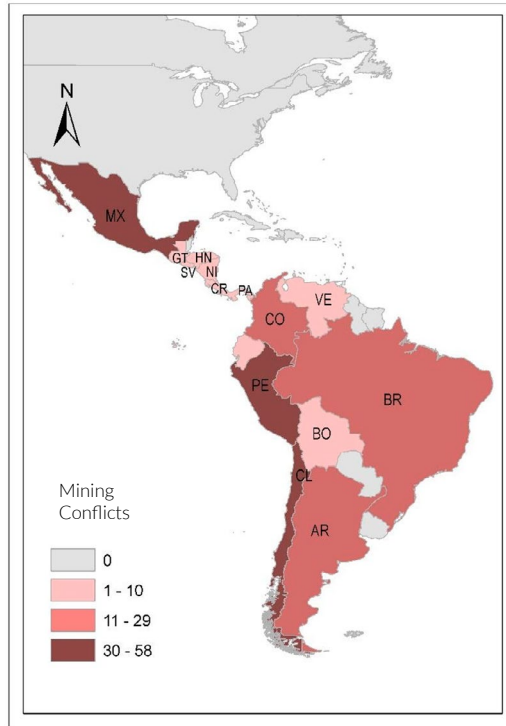 N
MX
GT HN
SV NI
CR PA
VE
CO
PE
BR
BO
CL
AR
Mining
Conflicts
0
1 - 10
11 - 29
30 - 58